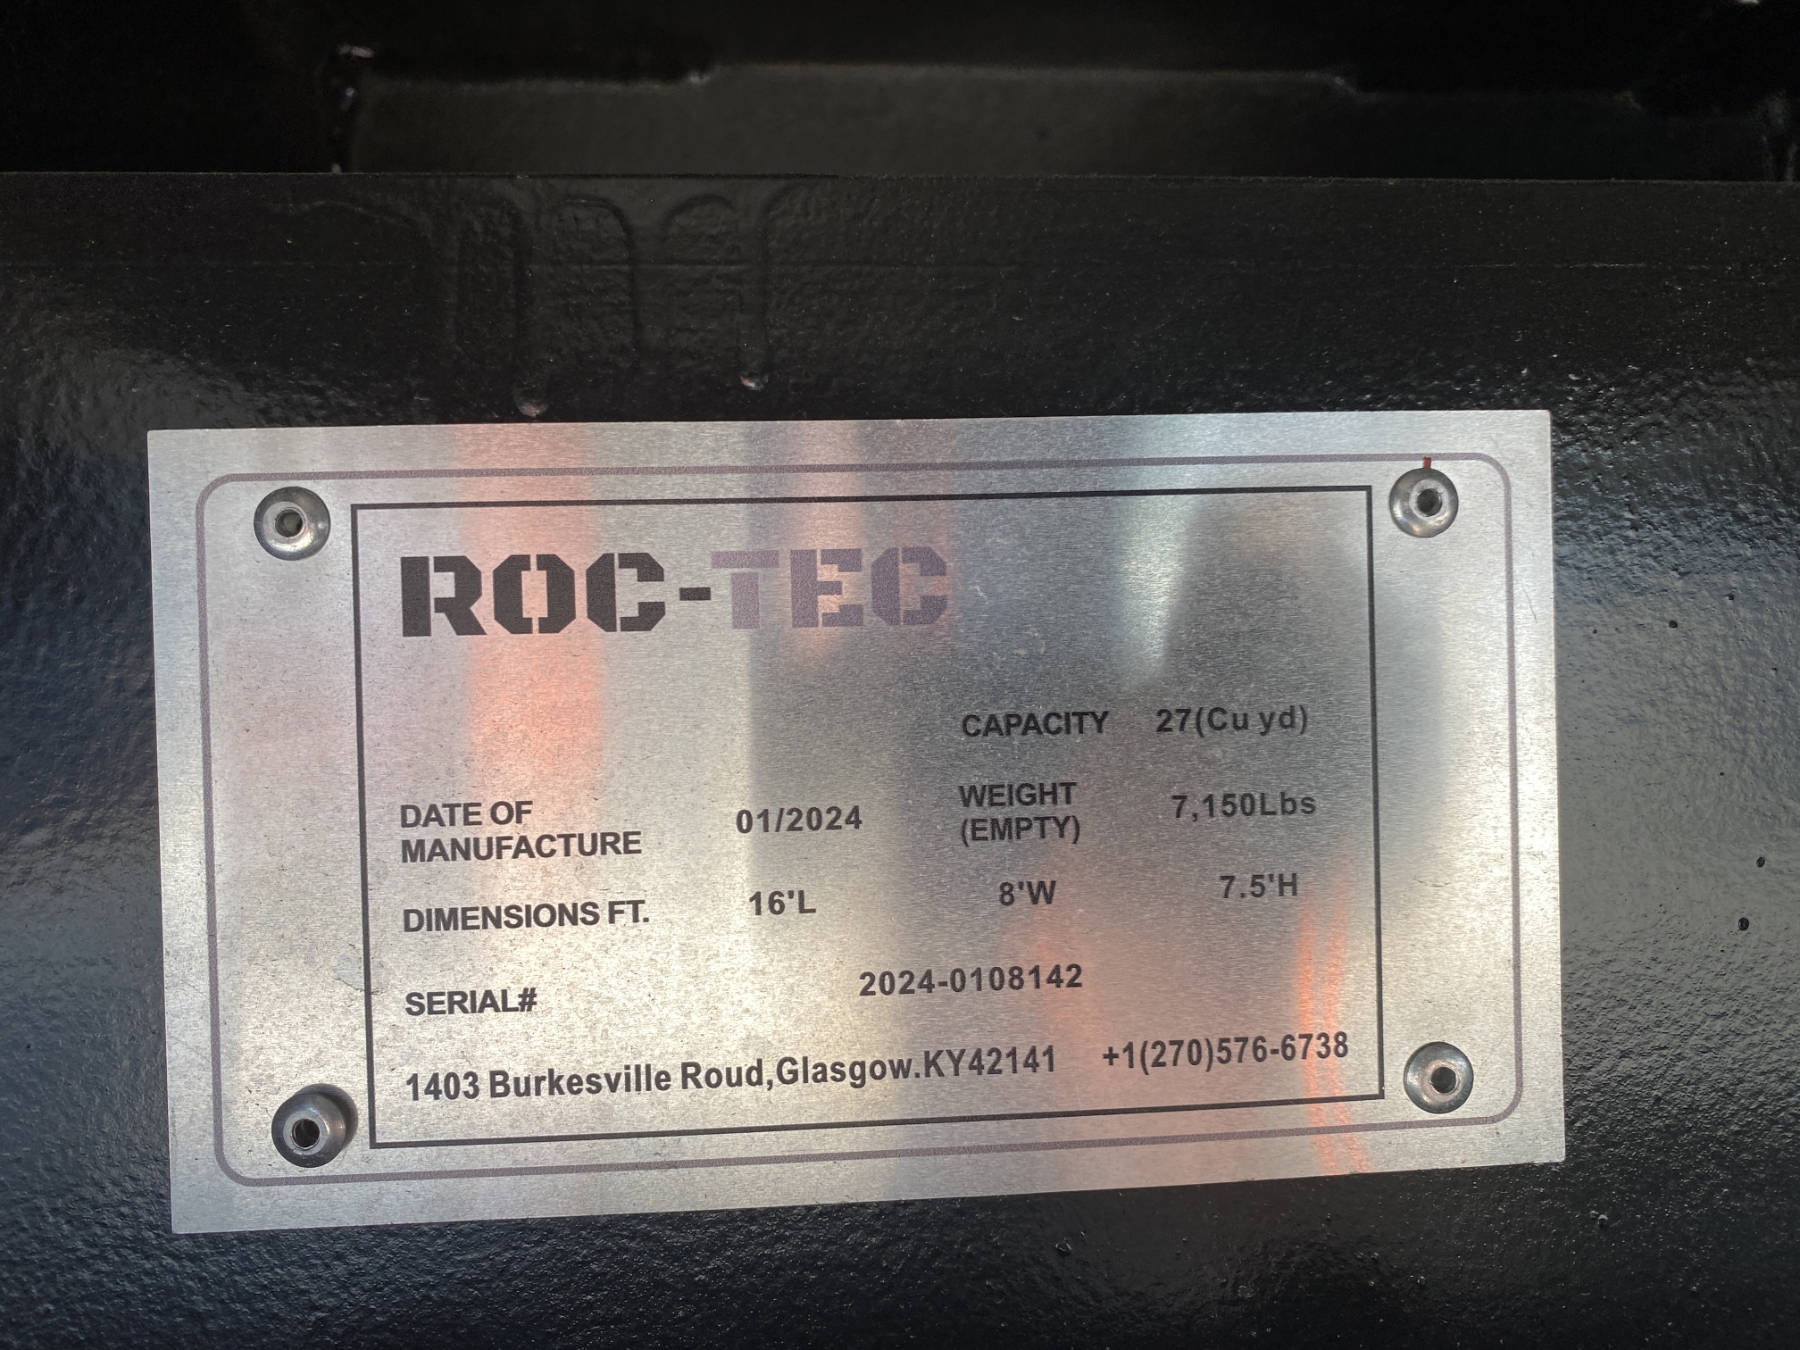 ROC-TEC
CAPACITY 27(Cu yd)
DATE OF
MANUFACTURE 01/2024
WEIGHT
(EMPTY) 7,150Lbs
DIMENSIONS FT. 16'L 8'W 7.5'H
SERIAL# 2024-0108142
1403 Burkesville Roud,Glasgow.KY42141 +1(270)576-6738